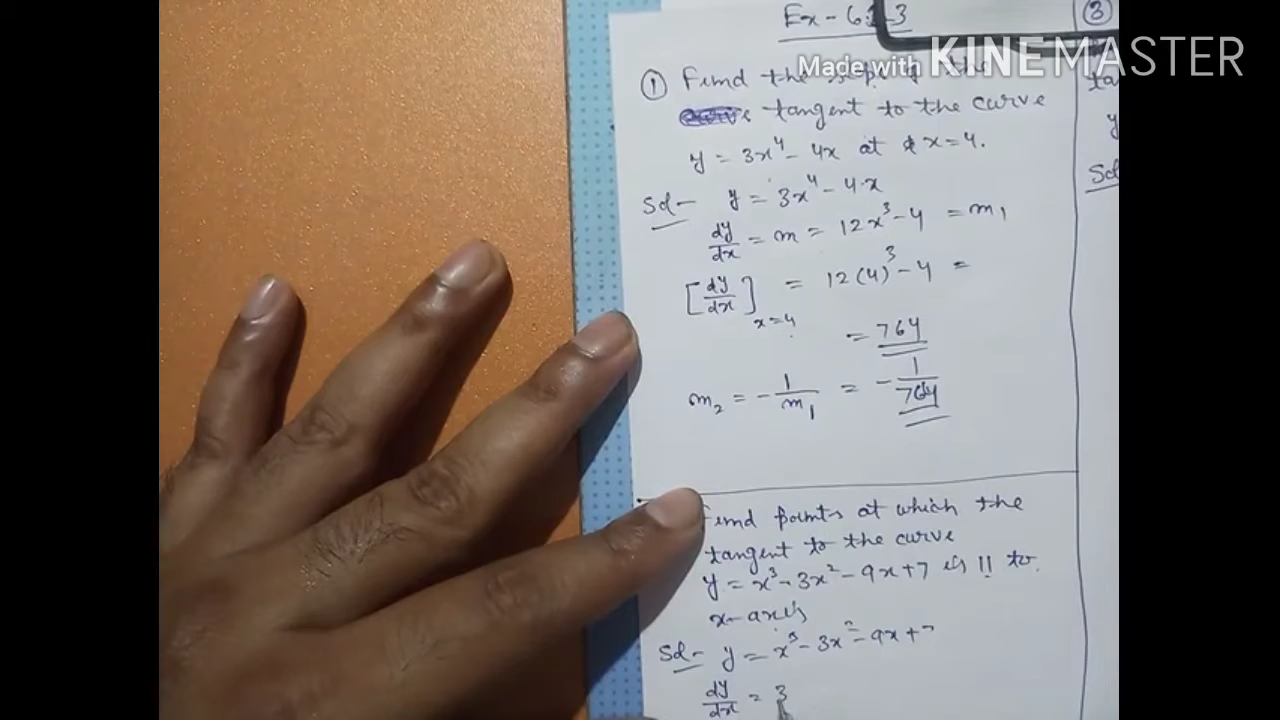 Ex - 6.3
③
Made with KINEMASTER
① Find the slope of the
tangent to the curve
y = 3x⁴ - 4x at x = 4.
Sol- y = 3x⁴ - 4·x
dy/dx = m = 12x³ - 4 = m₁
[dy/dx]x=4 = 12(4)³ - 4 =
= 764
m₂ = - 1/m₁ = - 1/764
Find points at which the
tangent to the curve
y = x³ - 3x² - 9x + 7 is || to
x-axis
Sol- y = x³ - 3x² - 9x + 7
dy/dx = 3
ta
y
Sol